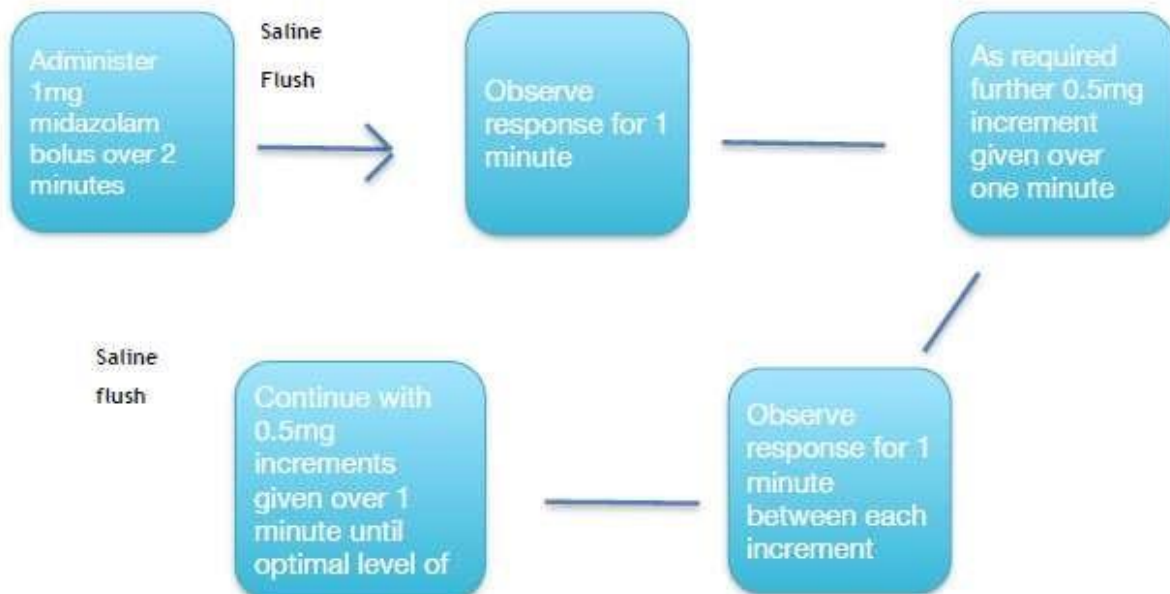 Administer
1mg
midazolam
bolus over 2
minutes
Saline
Flush
Observe
response for 1
minute
As required
further 0.5mg
increment
given over
one minute
Observe
response for 1
minute
between each
increment
Continue with
0.5mg
increments
given over 1
minute until
optimal level of
Saline
flush